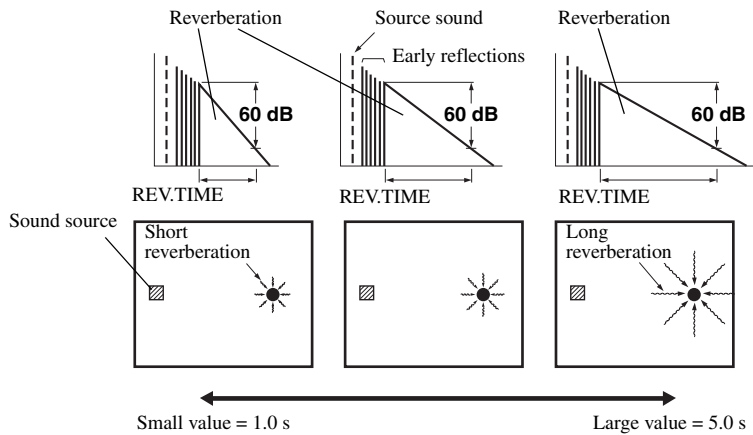 Reverberation
Source sound
Reverberation
Early reflections
60 dB
60 dB
60 dB
REV.TIME
REV.TIME
REV.TIME
Sound source
Short
reverberation
Long
reverberation
Small value = 1.0 s
Large value = 5.0 s